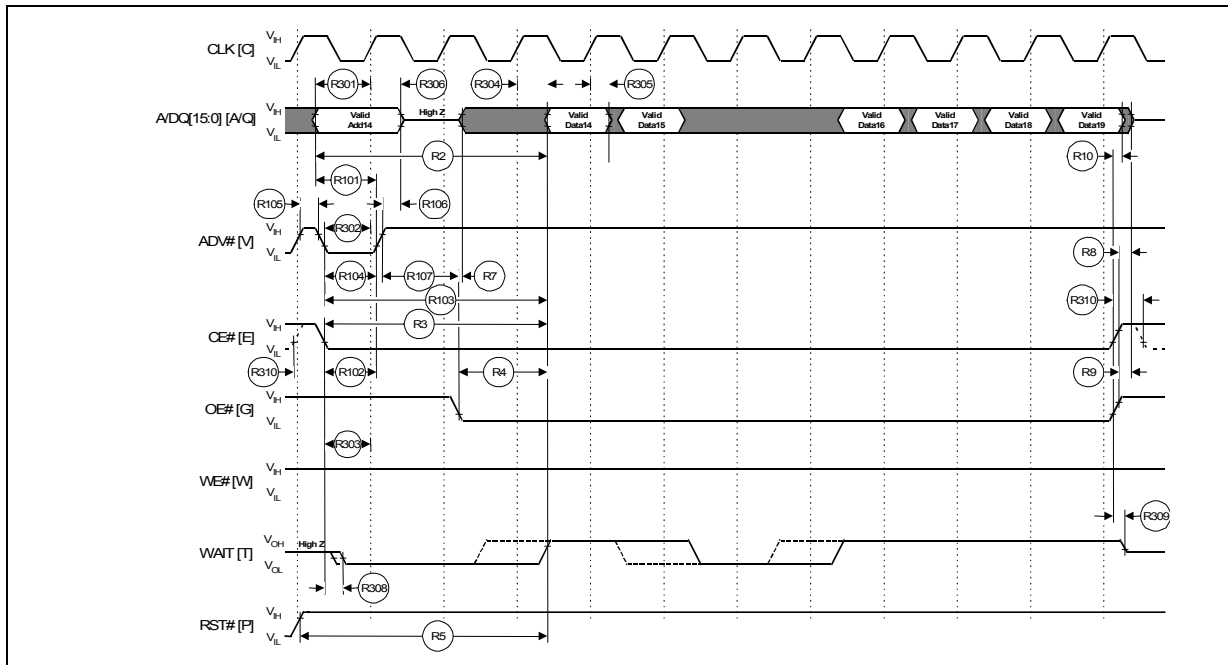 CLK [C] VIH
VIL
R301 R306 R304 R305
A/DQ[15:0] [A/Q] VIH
VIL
Valid Add14
High Z
Valid Data14
Valid Data15
Valid Data16
Valid Data17
Valid Data18
Valid Data19
R2
R10
R101
R105
R106
ADV# [V] VIH
VIL
R302
R8
R104 R107 R7
R103
R310
CE# [E] VIH
VIL
R3
R310 R102 R4 R9
OE# [G] VIH
VIL
R303
WE# [W] VIH
VIL
R309
WAIT [T] VOH
VOL
High Z
R308
RST# [P] VIH
VIL
R5